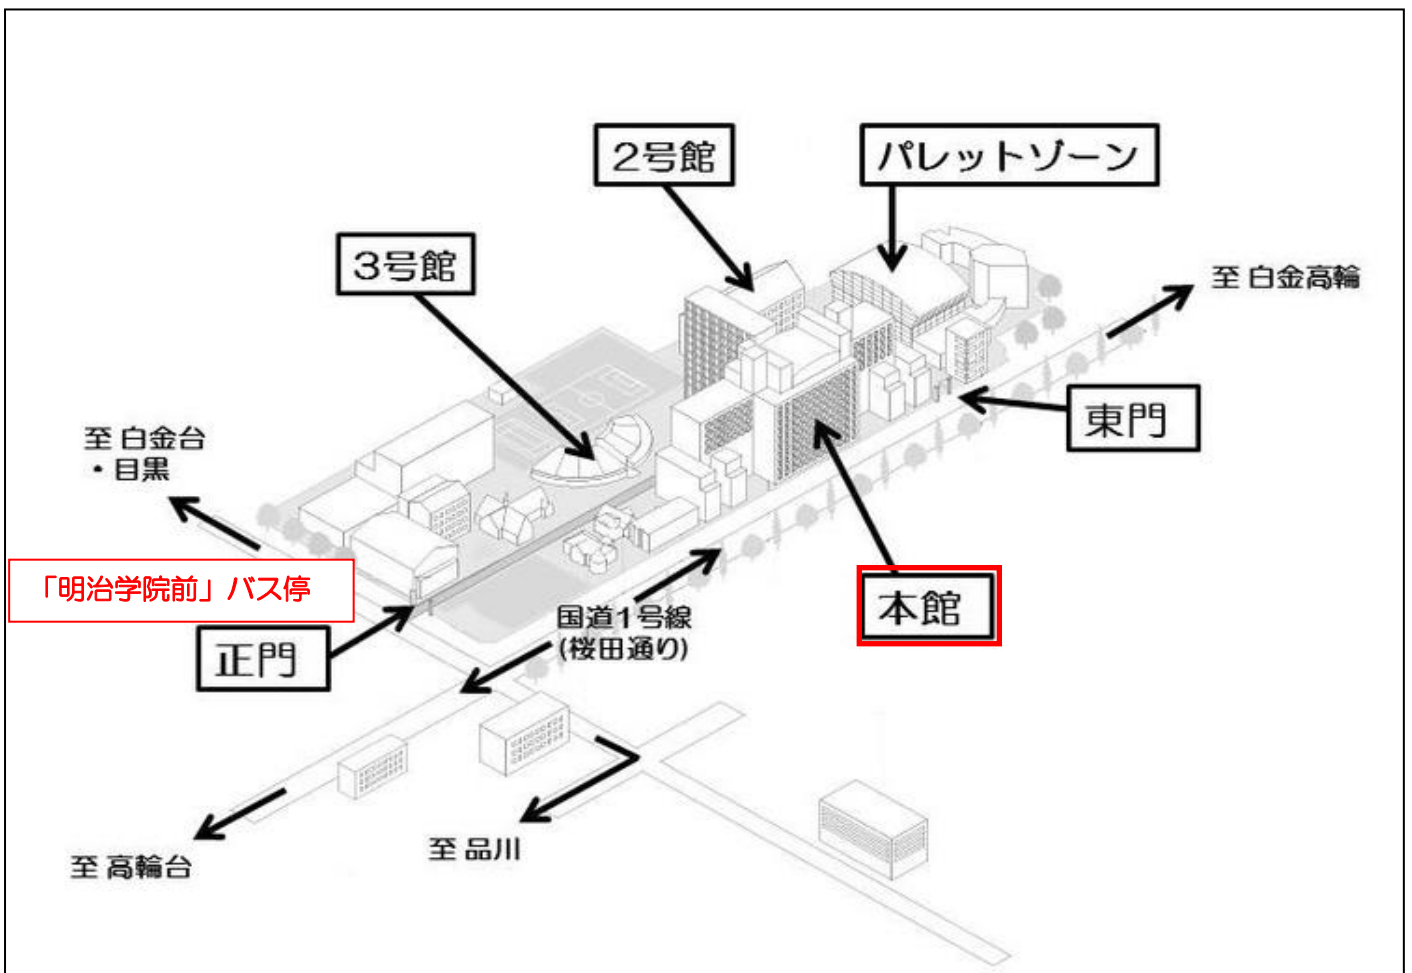 2号館
パレットゾーン
3号館
至 白金高輪
東門
至 白金台
・目黒
「明治学院前」バス停
本館
国道1号線
(桜田通り)
正門
至 品川
至 高輪台